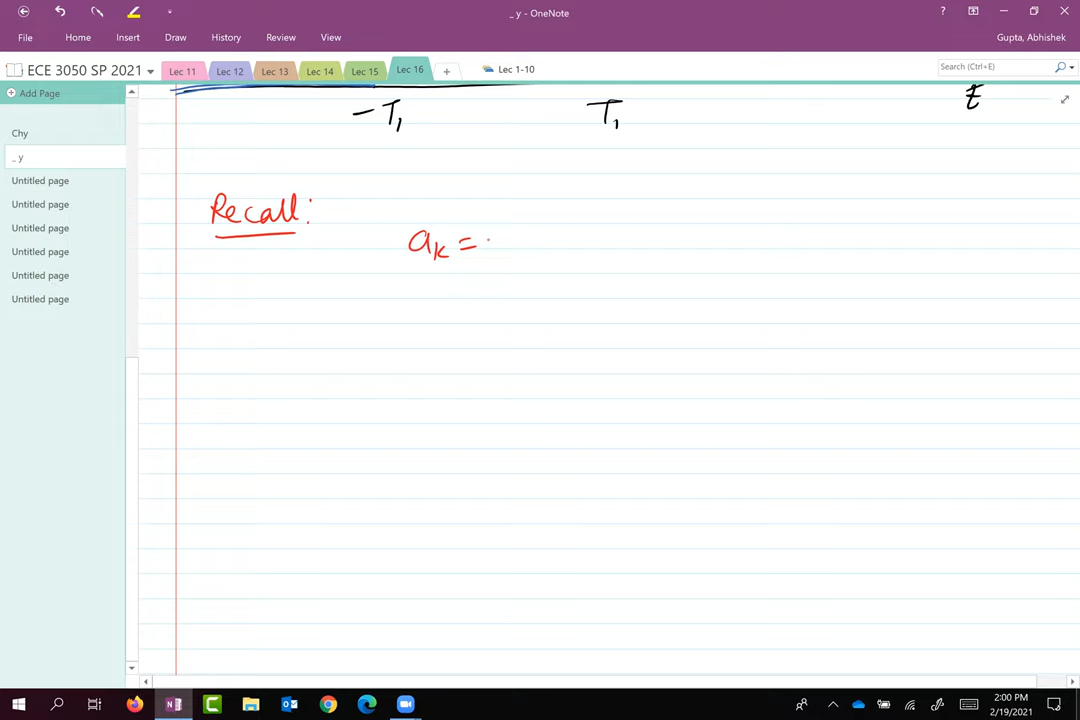 _ y - OneNote
?
Gupta, Abhishek
File Home Insert Draw History Review View
ECE 3050 SP 2021
Lec 11 Lec 12 Lec 13 Lec 14 Lec 15 Lec 16 + Lec 1-10
Search (Ctrl+E)
Add Page
Chy
_ y
Untitled page
Untitled page
Untitled page
Untitled page
Untitled page
Untitled page
-T₁ T₁ t
Recall:
aₖ =
2:00 PM
2/19/2021